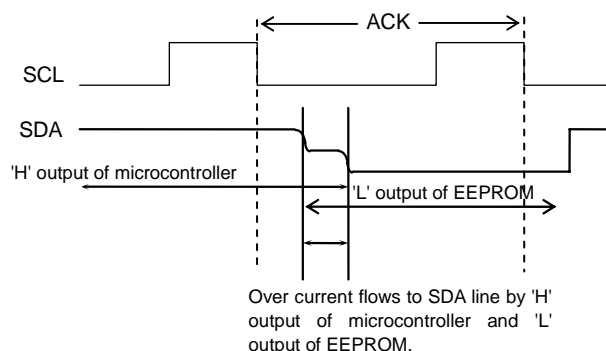 ACK
SCL
SDA
'H' output of microcontroller
'L' output of EEPROM
Over current flows to SDA line by 'H'
output of microcontroller and 'L'
output of EEPROM.